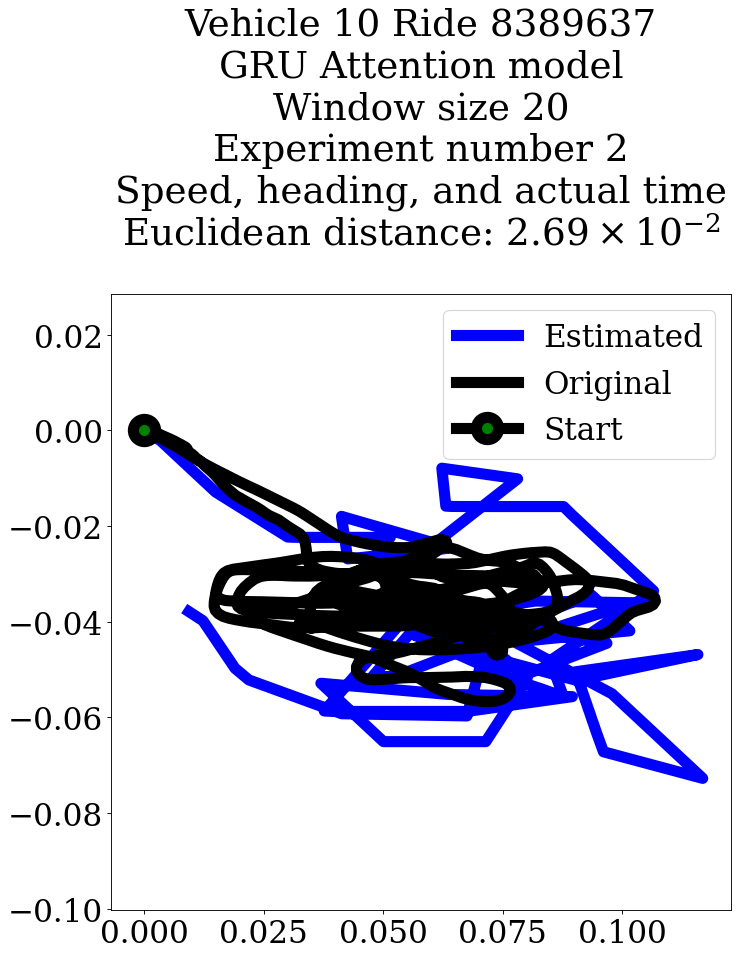 Vehicle 10 Ride 8389637
GRU Attention model
Window size 20
Experiment number 2
Speed, heading, and actual time
Euclidean distance: 2.69 × 10⁻²
Estimated
Original
Start
0.02
0.00
−0.02
−0.04
−0.06
−0.08
−0.10
0.000 0.025 0.050 0.075 0.100